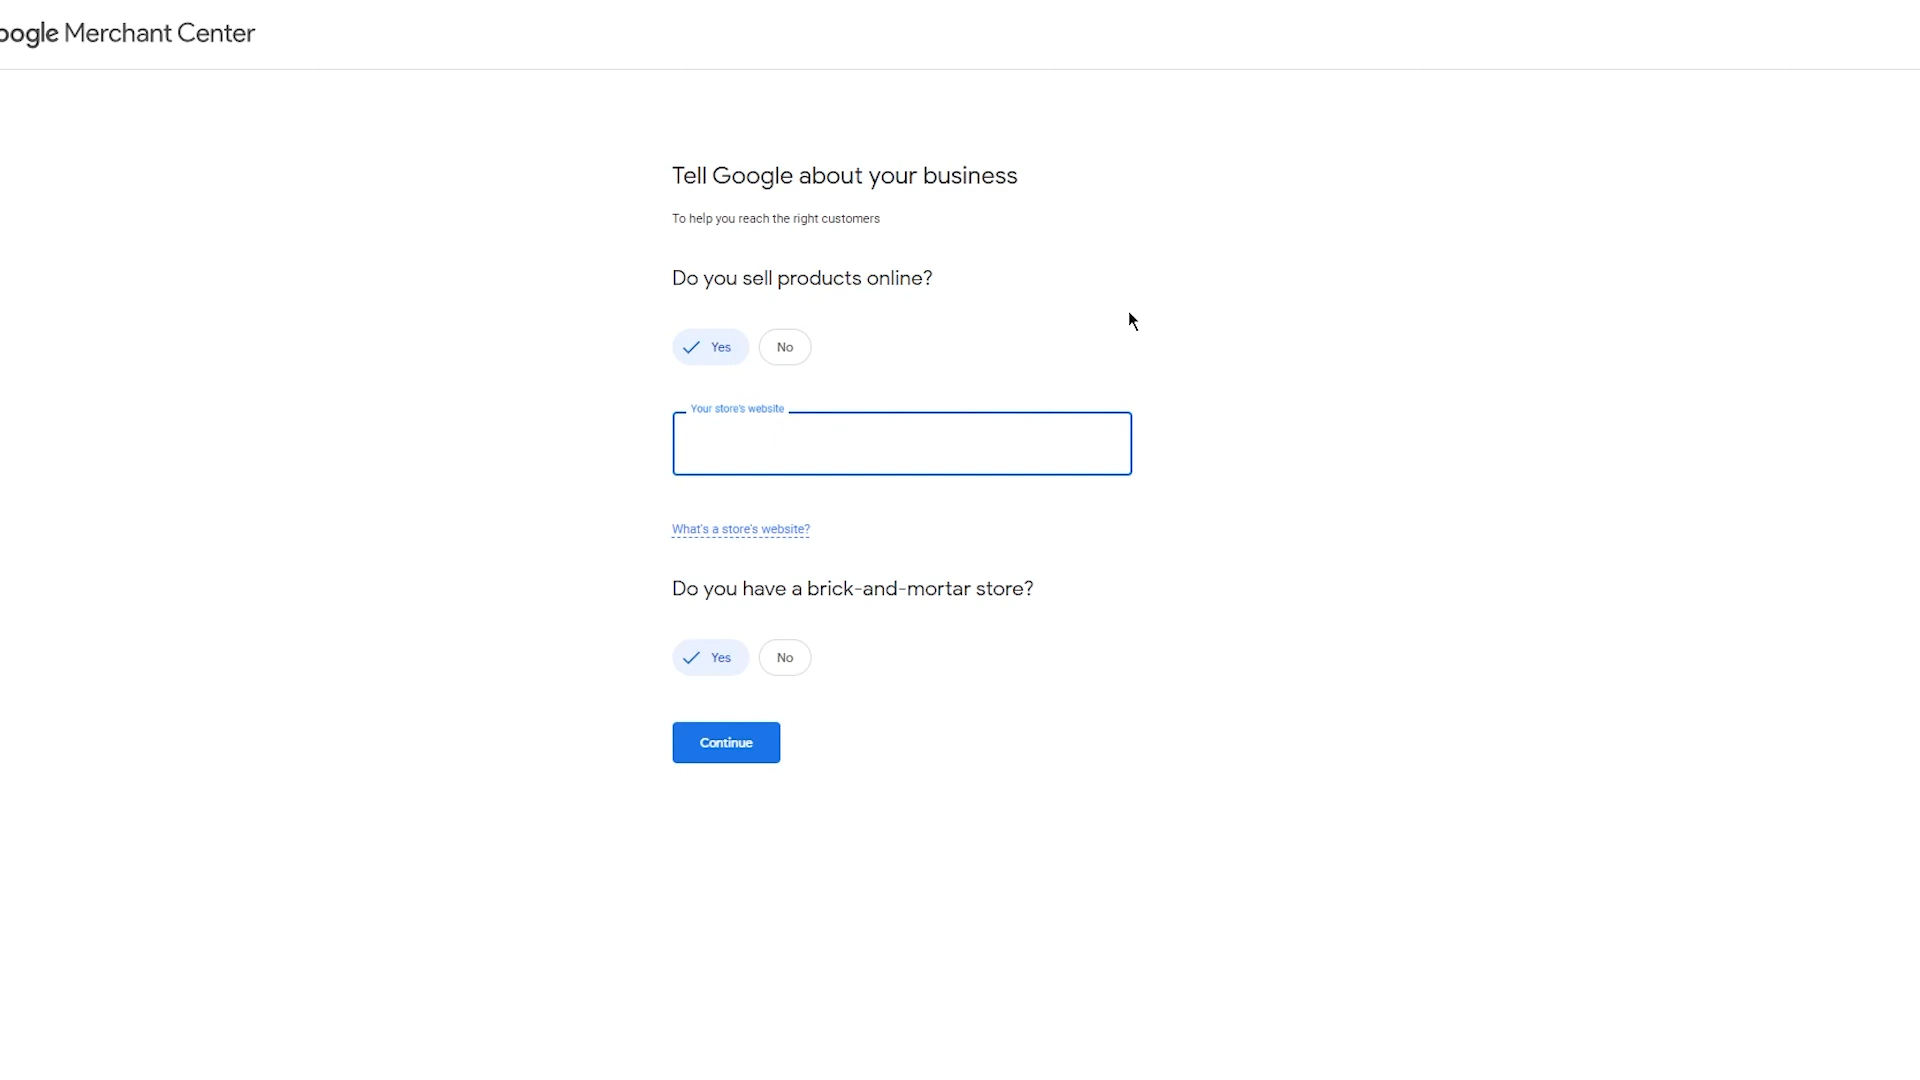 oogle Merchant Center
Tell Google about your business
To help you reach the right customers
Do you sell products online?
Yes
No
Your store's website
What's a store's website?
Do you have a brick-and-mortar store?
Yes
No
Continue